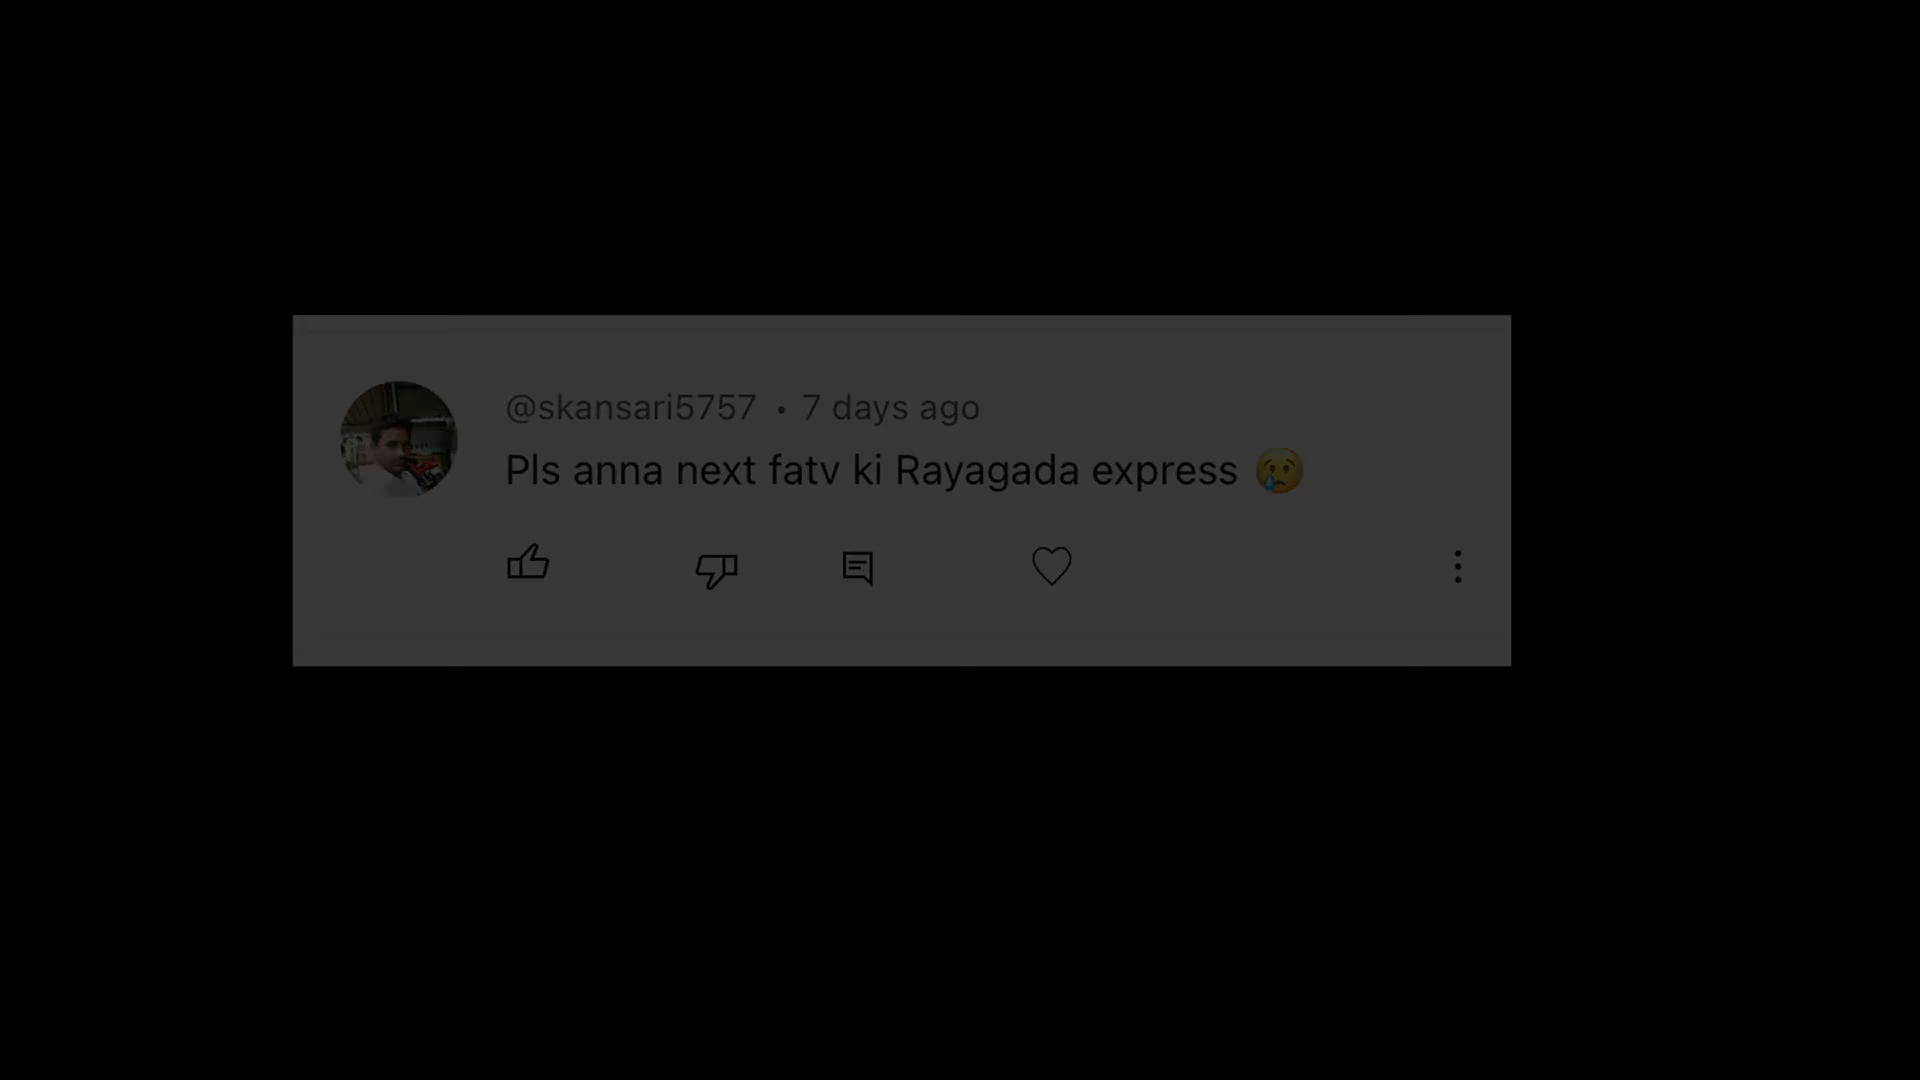 @skansari5757 • 7 days ago
Pls anna next fatv ki Rayagada express 😢